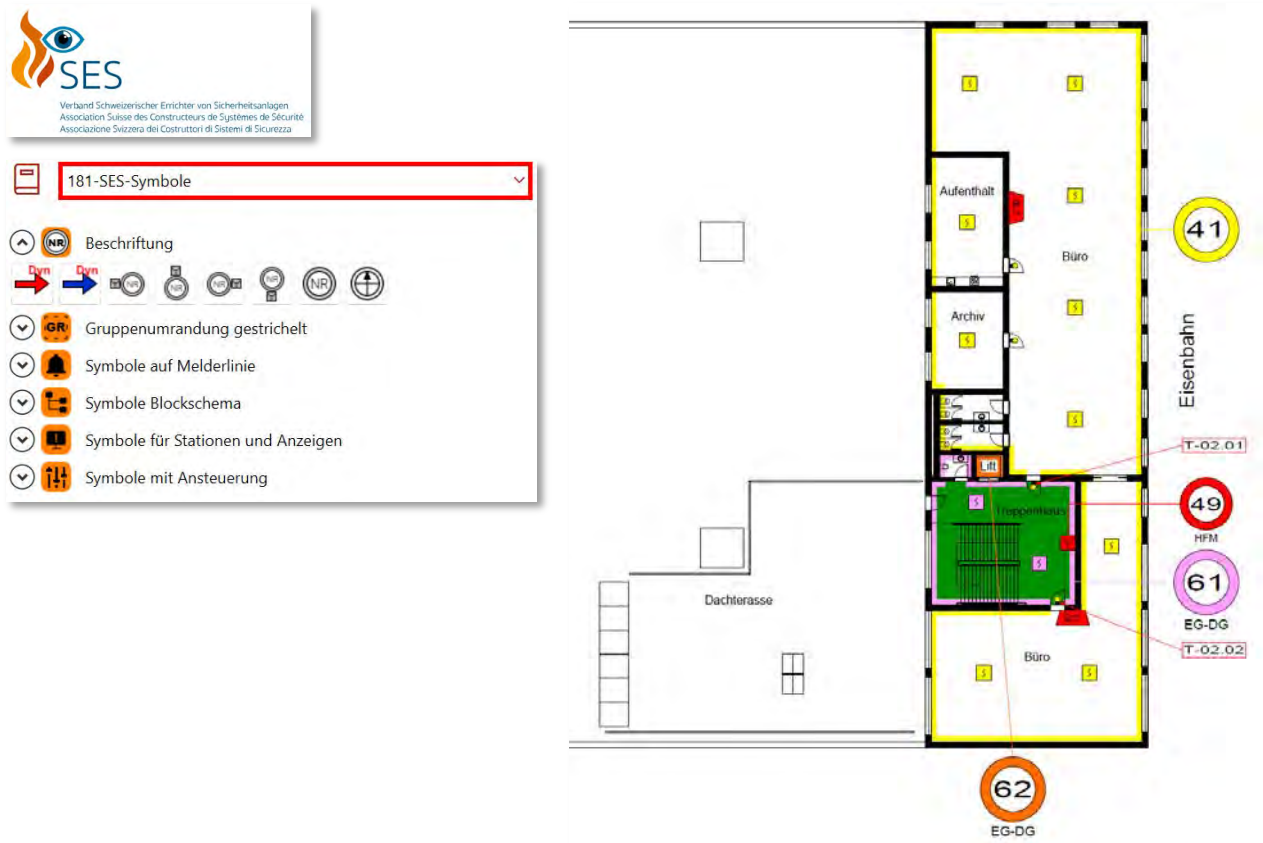 SES
Verband Schweizerischer Errichter von Sicherheitsanlagen
Association Suisse des Constructeurs de Systèmes de Sécurité
Associazione Svizzera dei Costruttori di Sistemi di Sicurezza
181-SES-Symbole
NR
Beschriftung
Dyn
Dyn
NR
NR
NR
NR
NR
GR
Gruppenumrandung gestrichelt
Symbole auf Melderlinie
Symbole Blockschema
Symbole für Stationen und Anzeigen
Symbole mit Ansteuerung
Aufenthalt
Büro
Archiv
41
Eisenbahn
T-02.01
Lift
Treppenhaus
49
HFM
61
EG-DG
T-02.02
Dachterasse
Büro
62
EG-DG